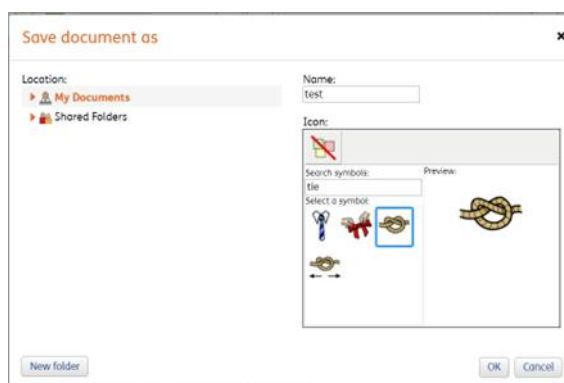 Save document as
Location:
My Documents
Shared Folders
Name:
test
Icon:
Search symbols:
tie
Select a symbol:
Preview:
New folder
OK
Cancel